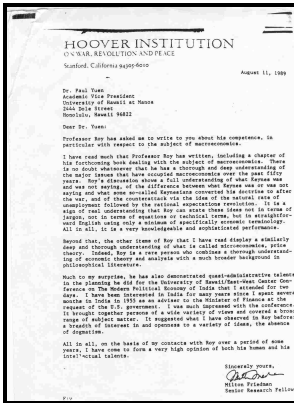 HOOVER INSTITUTION
ON WAR, REVOLUTION AND PEACE
Stanford, California 94305-6010
August 11, 1989
Dr. Paul Yuen
Academic Vice President
University of Hawaii at Manoa
2444 Dole Street
Honolulu, Hawaii 96822
Dear Dr. Yuen:
Professor Roy has asked me to write to you about his competence, in
particular with respect to the subject of macroeconomics.
I have read much that Professor Roy has written, including a chapter of
his forthcoming book dealing with the subject of macroeconomics. There
is no doubt whatsoever that he has a thorough and deep understanding of
the major issues that have occupied macroeconomics over the past fifty
years. Roy's discussion shows a full understanding of what Keynes was
and was not saying, of the difference between what Keynes was or was not
saying and what some so-called Keynesians converted his doctrine to after
the war, and of the counterattack via the idea of the natural rate of
unemployment followed by the rational expectations revolution. It is a
sign of real understanding that Roy can state these ideas not in terms of
jargon, not in terms of equations or technical terms, but in straightfor-
ward English using only a minimum of specifically economic terminology.
All in all, it is a very knowledgeable and sophisticated performance.
Beyond that, the other items of Roy that I have read display a similarly
deep and thorough understanding of what is called microeconomics, price
theory. Indeed, Roy is a rare person who combines a thorough understand-
ing of economic theory and analysis with a much broader background in
philosophical literature.
Much to my surprise, he has also demonstrated quasi-administrative talents
in the planning he did for the University of Hawaii/East-West Center Con-
ference on The Modern Political Economy of India that I attended for two
days. I have been interested in India for many years since I spent several
months in India in 1955 as an adviser to the Minister of Finance at the
request of the U.S. government. I was much impressed with the conference.
It brought together persons of a wide variety of views and covered a broad
range of subject matter. It suggested what I have observed in Roy before:
a breadth of interest in and openness to a variety of ideas, the absence
of dogmatism.
All in all, on the basis of my contacts with Roy over a period of some
years, I have come to form a very high opinion of both his human and his
intellectual talents.
Sincerely yours,
Milton Friedman
Senior Research Fellow